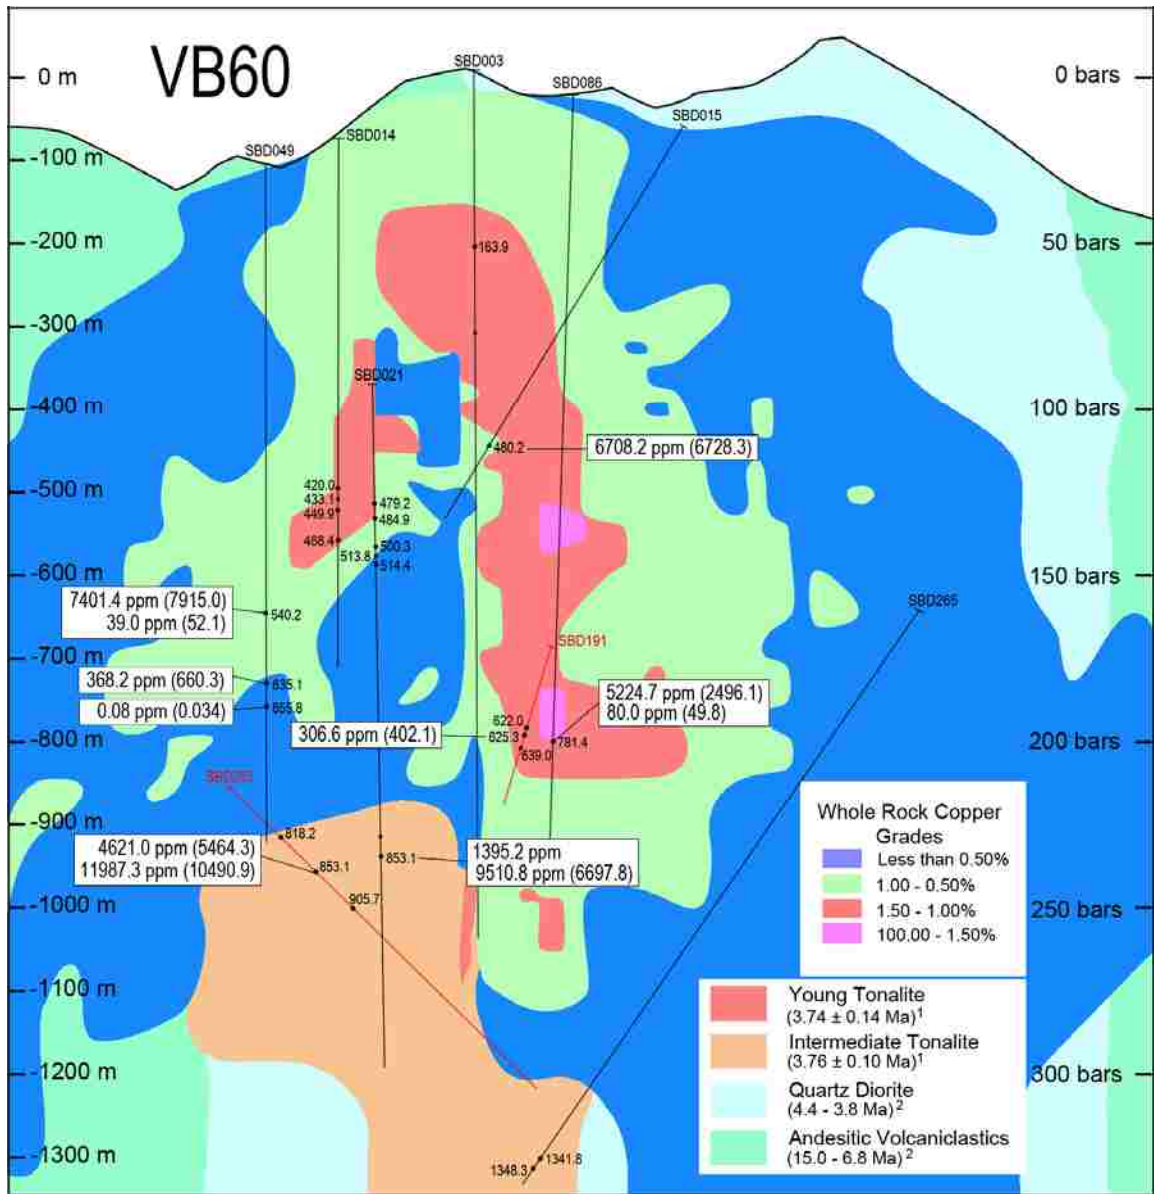 VB60
SBD003
0 m
0 bars
SBD086
SBD015
SBD014
SBD049
-100 m
-200 m
163.9
50 bars
-300 m
SBD021
-400 m
100 bars
480.2
6708.2 ppm (6728.3)
-500 m
420.0
433.1
449.9
479.2
484.9
468.4
513.8
500.3
514.4
-600 m
150 bars
7401.4 ppm (7915.0)
39.0 ppm (52.1)
540.2
SBD265
-700 m
SBD191
368.2 ppm (660.3)
635.1
0.08 ppm (0.034)
655.8
5224.7 ppm (2496.1)
80.0 ppm (49.8)
306.6 ppm (402.1)
622.0
625.3
639.0
781.4
-800 m
200 bars
-900 m
818.2
4621.0 ppm (5464.3)
11987.3 ppm (10490.9)
853.1
853.1
1395.2 ppm
9510.8 ppm (6697.8)
905.7
-1000 m
250 bars
Whole Rock Copper
Grades
Less than 0.50%
1.00 - 0.50%
1.50 - 1.00%
100.00 - 1.50%
-1100 m
Young Tonalite
(3.74 ± 0.14 Ma)1
Intermediate Tonalite
(3.76 ± 0.10 Ma)1
-1200 m
300 bars
Quartz Diorite
(4.4 - 3.8 Ma)2
Andesitic Volcaniclastics
(15.0 - 6.8 Ma)2
-1300 m
1348.3
1341.8